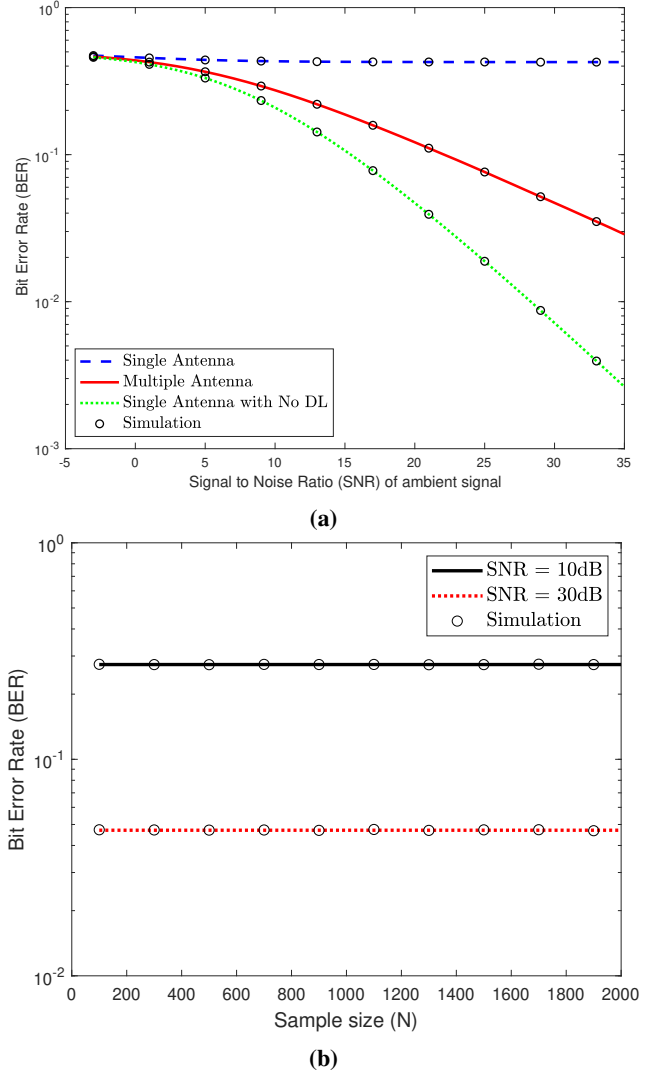 10^0
10^-1
10^-2
10^-3
Bit Error Rate (BER)
Single Antenna
Multiple Antenna
Single Antenna with No DL
Simulation
-5 0 5 10 15 20 25 30 35
Signal to Noise Ratio (SNR) of ambient signal
(a)
10^0
10^-1
10^-2
Bit Error Rate (BER)
SNR = 10dB
SNR = 30dB
Simulation
0 200 400 600 800 1000 1200 1400 1600 1800 2000
Sample size (N)
(b)